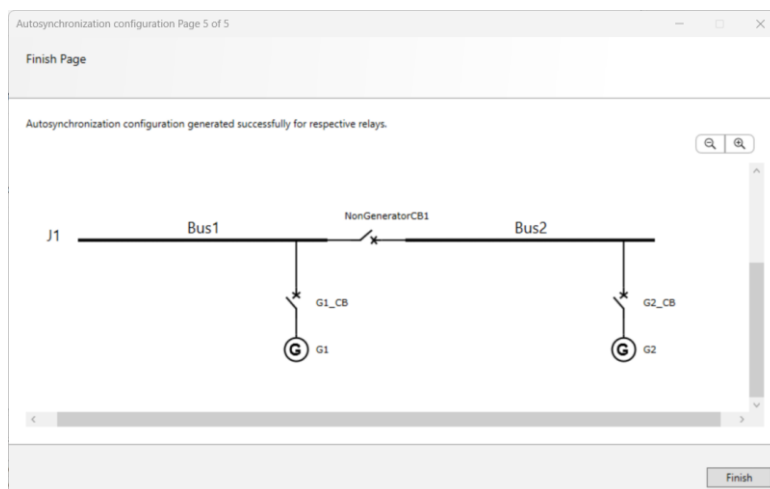 Autosynchronization configuration Page 5 of 5
Finish Page
Autosynchronization configuration generated successfully for respective relays.
NonGeneratorCB1
J1
Bus1
Bus2
G1_CB
G2_CB
G G1
G G2
Finish